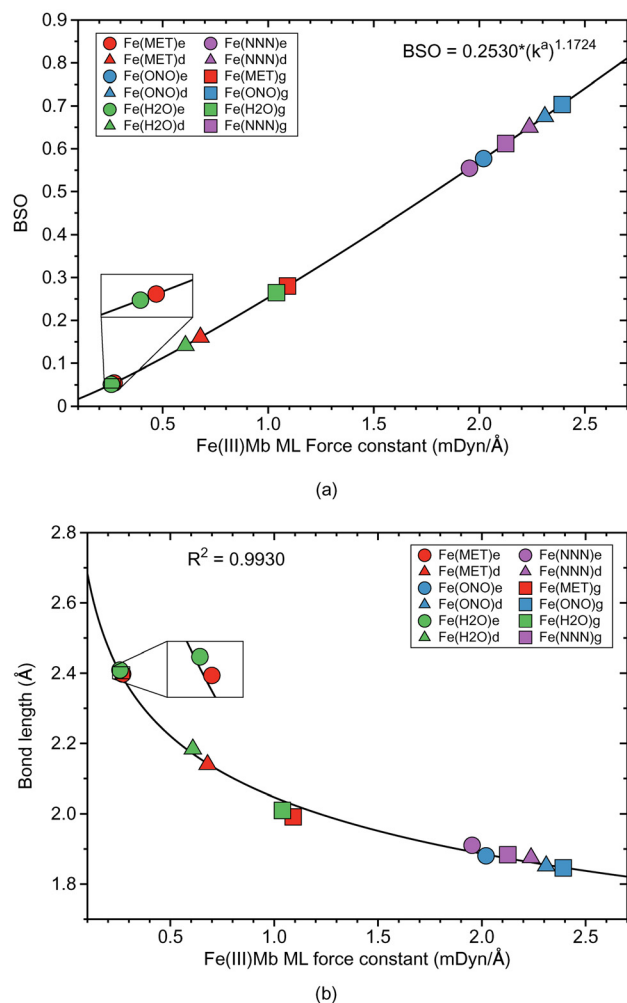 0.9
0.8
0.7
0.6
0.5
0.4
0.3
0.2
0.1
0
BSO
Fe(MET)e Fe(NNN)e
Fe(MET)d Fe(NNN)d
Fe(ONO)e Fe(MET)g
Fe(ONO)d Fe(ONO)g
Fe(H2O)e Fe(H2O)g
Fe(H2O)d Fe(NNN)g
BSO = 0.2530*(kᵃ)¹·¹⁷²⁴
0.5 1.0 1.5 2.0 2.5
Fe(III)Mb ML Force constant (mDyn/Å)
(a)
2.8
2.6
2.4
2.2
2.0
1.8
Bond length (Å)
R² = 0.9930
Fe(MET)e Fe(NNN)e
Fe(MET)d Fe(NNN)d
Fe(ONO)e Fe(MET)g
Fe(ONO)d Fe(ONO)g
Fe(H2O)e Fe(H2O)g
Fe(H2O)d Fe(NNN)g
0.5 1.0 1.5 2.0 2.5
Fe(III)Mb ML force constant (mDyn/Å)
(b)